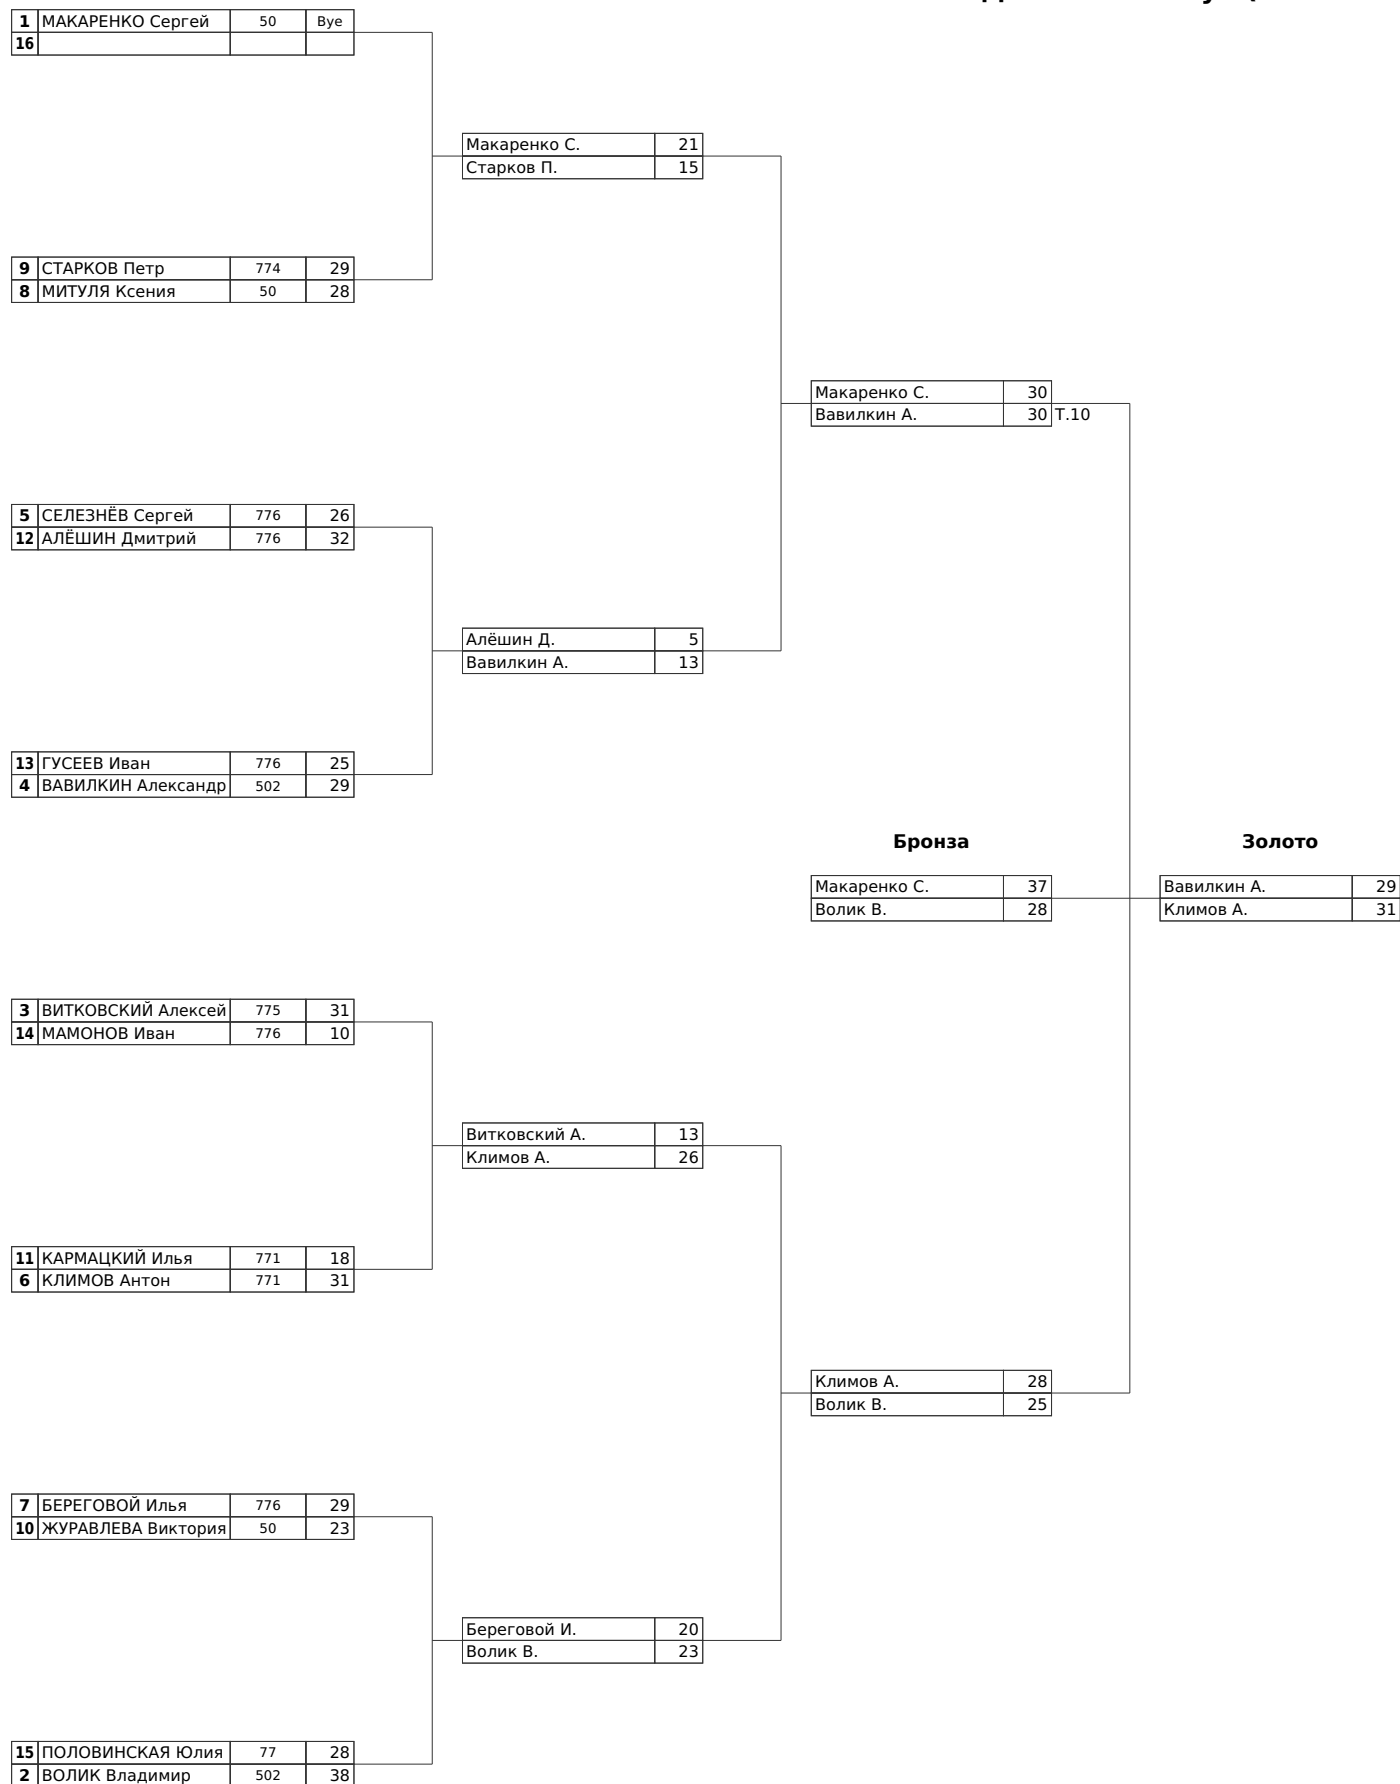 1 МАКАРЕНКО Сергей 50 Bye
16
Макаренко С. 21
Старков П. 15
9 СТАРКОВ Петр 774 29
8 МИТУЛЯ Ксения 50 28
Макаренко С. 30
Вавилкин А. 30 T.10
5 СЕЛЕЗНЁВ Сергей 776 26
12 АЛЁШИН Дмитрий 776 32
Алёшин Д. 5
Вавилкин А. 13
13 ГУСЕЕВ Иван 776 25
4 ВАВИЛКИН Александр 502 29
Бронза Золото
Макаренко С. 37 Вавилкин А. 29
Волик В. 28 Климов А. 31
3 ВИТКОВСКИЙ Алексей 775 31
14 МАМОНОВ Иван 776 10
Витковский А. 13
Климов А. 26
11 КАРМАЦКИЙ Илья 771 18
6 КЛИМОВ Антон 771 31
Климов А. 28
Волик В. 25
7 БЕРЕГОВОЙ Илья 776 29
10 ЖУРАВЛЕВА Виктория 50 23
Береговой И. 20
Волик В. 23
15 ПОЛОВИНСКАЯ Юлия 77 28
2 ВОЛИК Владимир 502 38